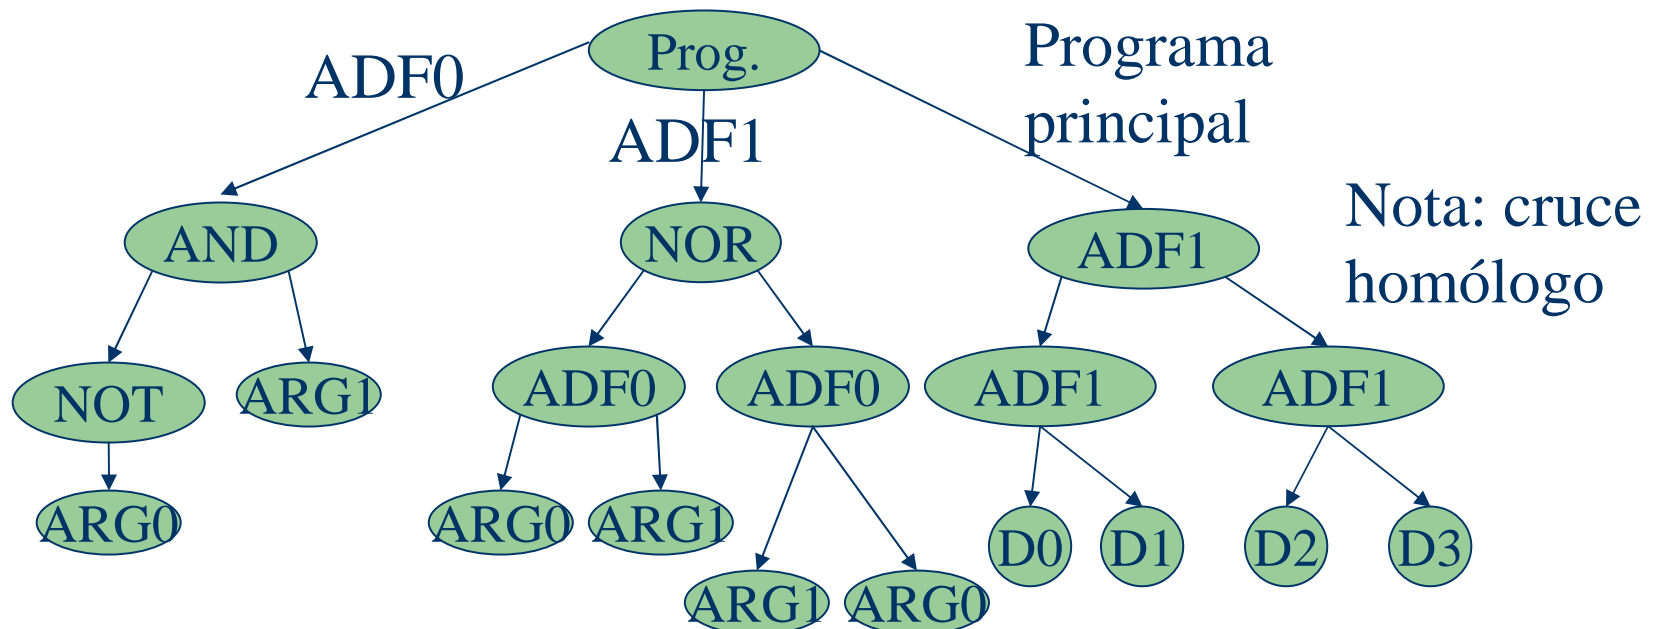 Prog.
ADF0
ADF1
Programa
principal
Nota: cruce
homólogo
AND
NOR
ADF1
NOT
ARG1
ADF0
ADF0
ADF1
ADF1
ARG0
ARG0
ARG1
D0
D1
D2
D3
ARG1
ARG0